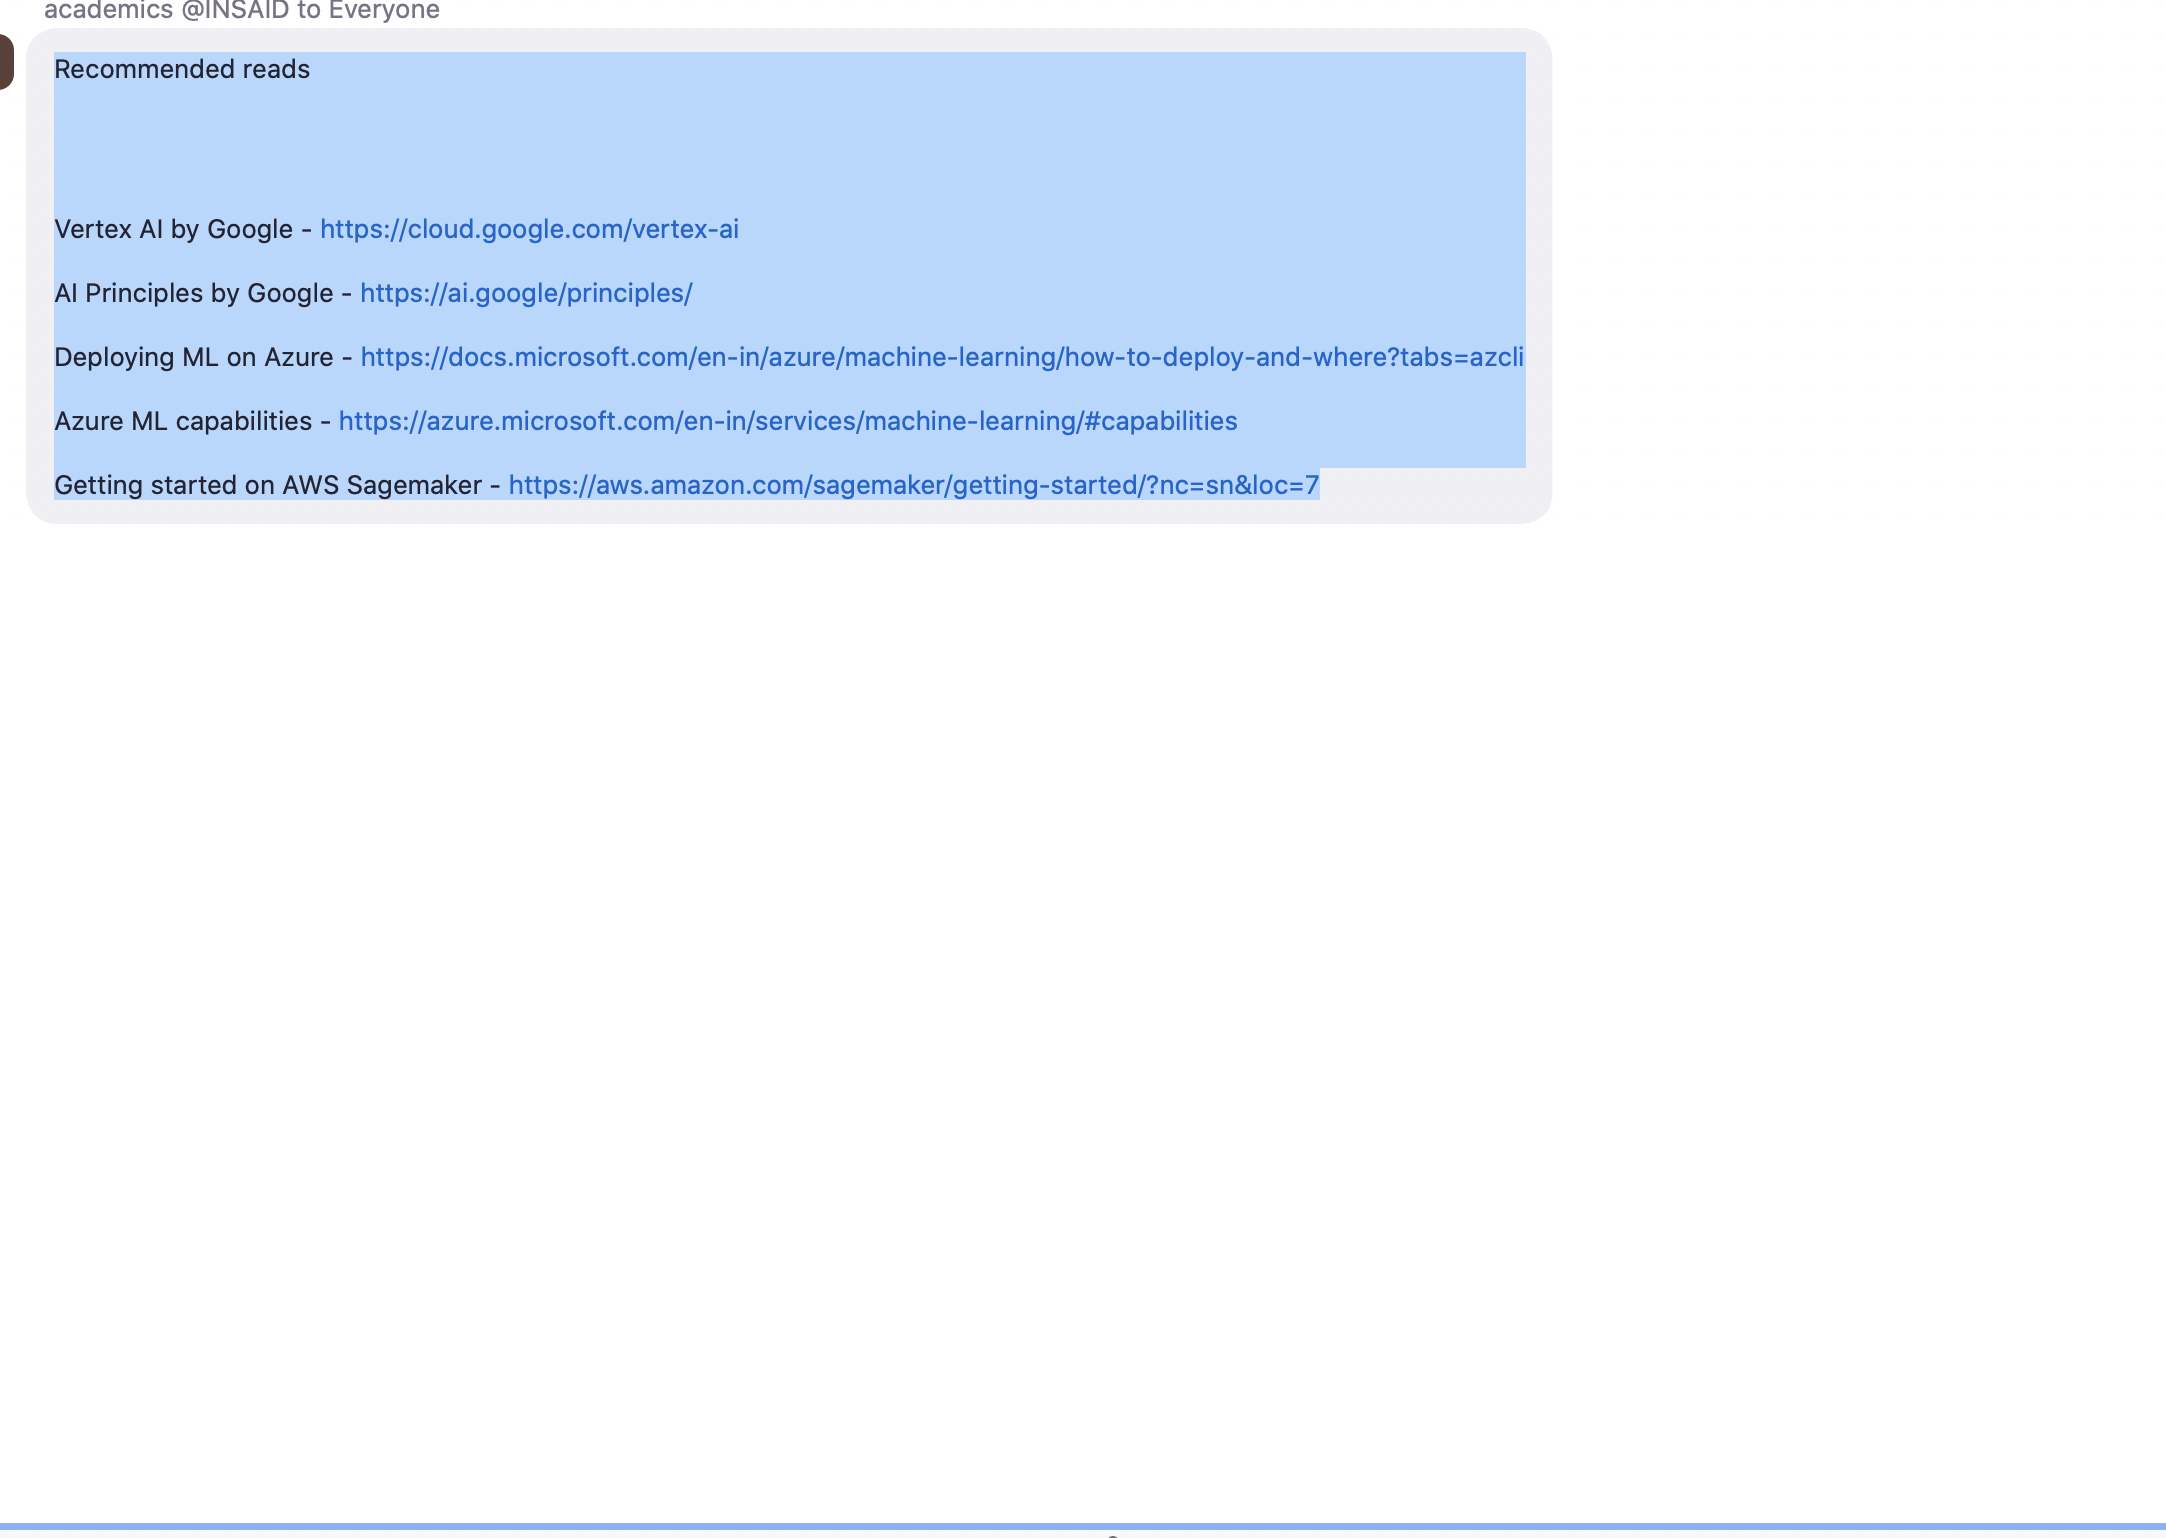 academics @INSAID to Everyone
Recommended reads
Vertex AI by Google - https://cloud.google.com/vertex-ai
AI Principles by Google - https://ai.google/principles/
Deploying ML on Azure - https://docs.microsoft.com/en-in/azure/machine-learning/how-to-deploy-and-where?tabs=azcli
Azure ML capabilities - https://azure.microsoft.com/en-in/services/machine-learning/#capabilities
Getting started on AWS Sagemaker - https://aws.amazon.com/sagemaker/getting-started/?nc=sn&loc=7